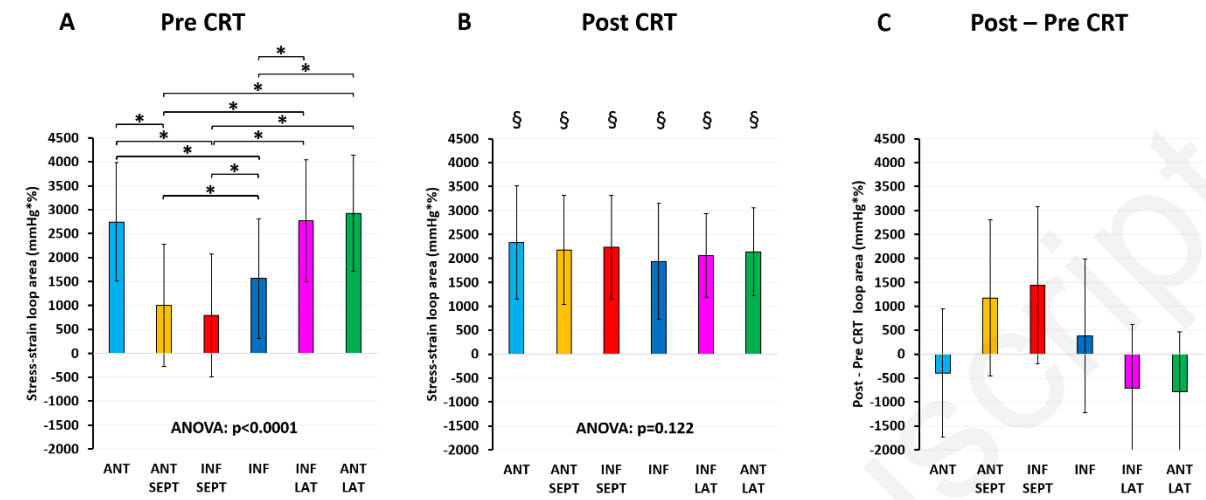 A Pre CRT
B Post CRT
C Post – Pre CRT
*
*
*
*
*
*
*
*
*
*
*
Stress-strain loop area (mmHg*%)
4500
4000
3500
3000
2500
2000
1500
1000
500
0
-500
-1000
-1500
-2000
ANOVA: p<0.0001
ANT
ANT SEPT
INF SEPT
INF
INF LAT
ANT LAT
§ § § § § §
Stress-strain loop area (mmHg*%)
4500
4000
3500
3000
2500
2000
1500
1000
500
0
-500
-1000
-1500
-2000
ANOVA: p=0.122
ANT
ANT SEPT
INF SEPT
INF
INF LAT
ANT LAT
Post - Pre CRT loop area (mmHg*%)
4500
4000
3500
3000
2500
2000
1500
1000
500
0
-500
-1000
-1500
-2000
ANT
ANT SEPT
INF SEPT
INF
INF LAT
ANT LAT
uscript